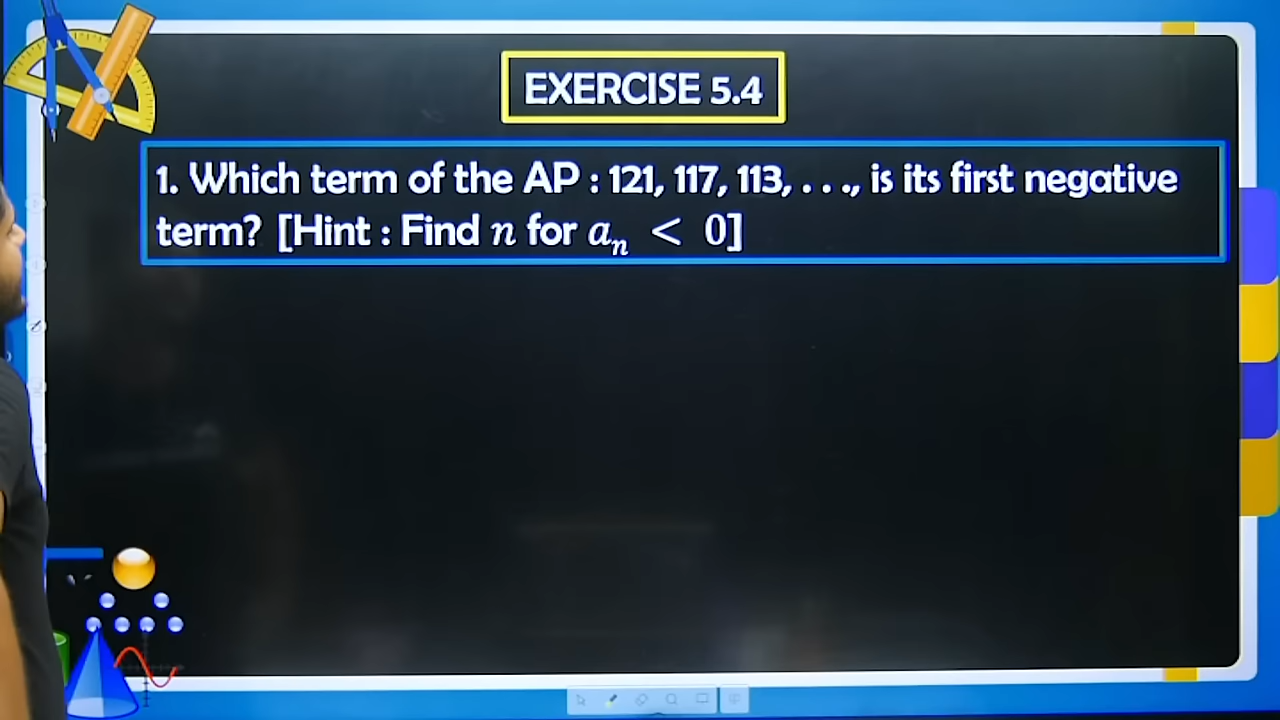 EXERCISE 5.4
1. Which term of the AP : 121, 117, 113, . . ., is its first negative
term? [Hint : Find n for aₙ < 0]